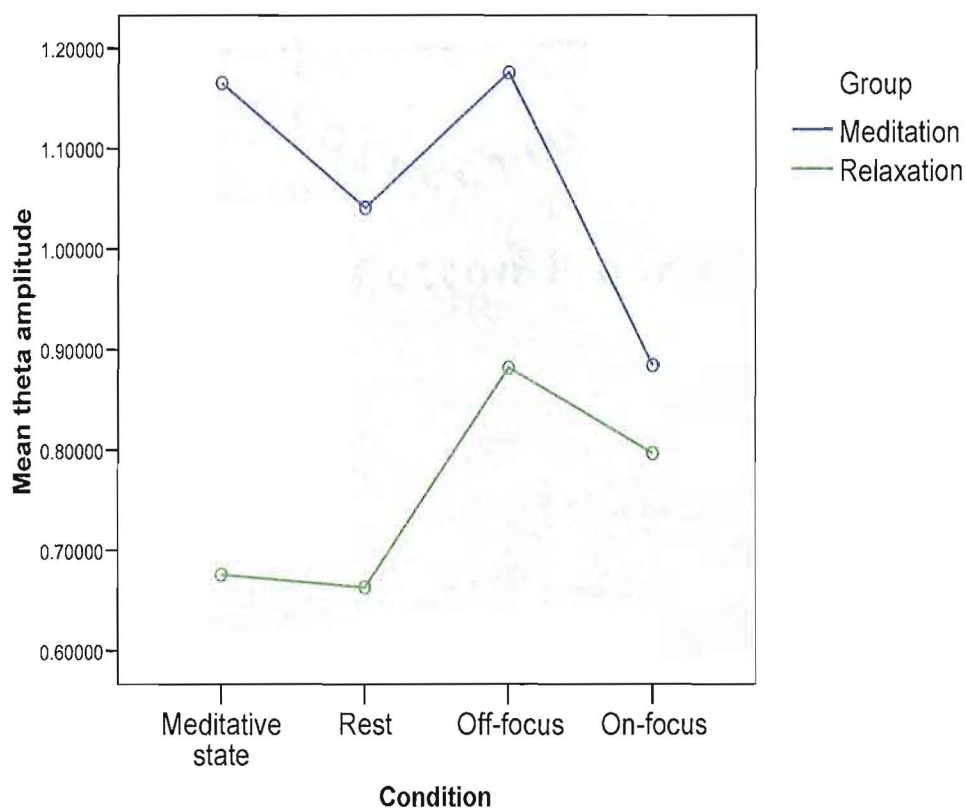 1.20000
1.10000
1.00000
0.90000
0.80000
0.70000
0.60000
Mean theta amplitude
Meditative
state
Rest
Off-focus
On-focus
Condition
Group
Meditation
Relaxation